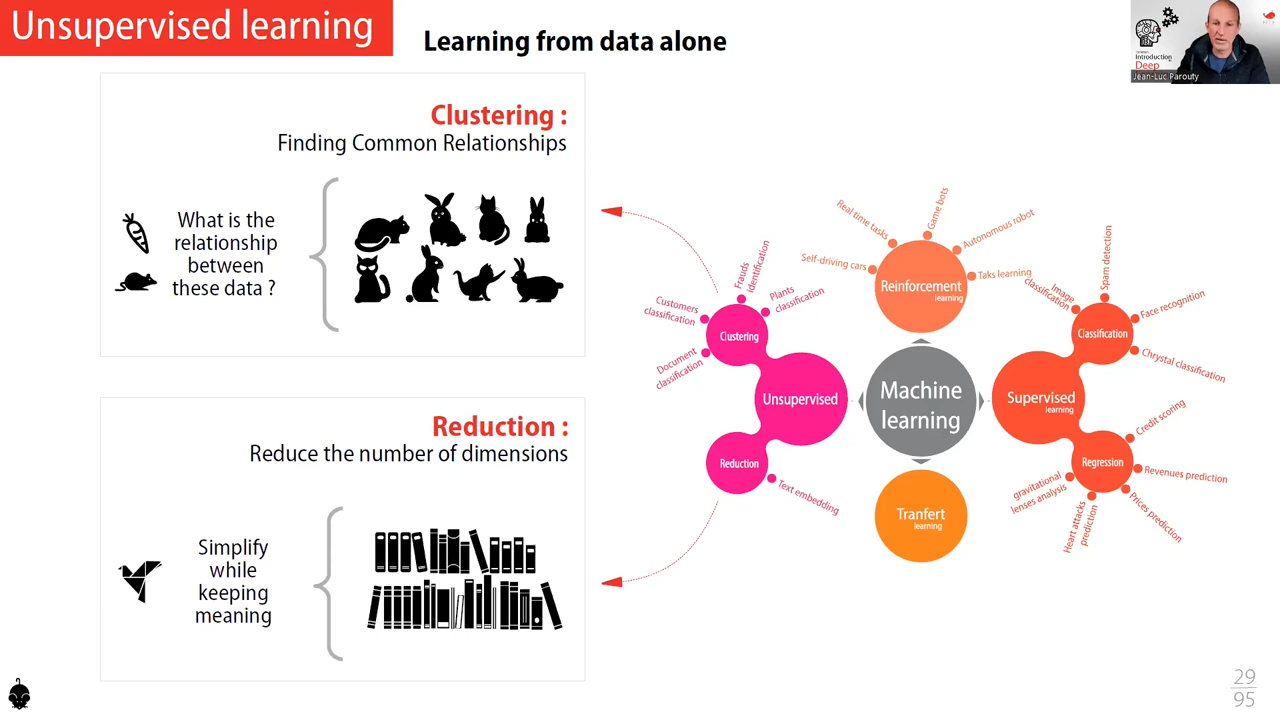 Unsupervised learning
Learning from data alone
Introduction
Deep
Jean-Luc Parouty
Clustering :
Finding Common Relationships
What is the
relationship
between
these data ?
Reduction :
Reduce the number of dimensions
Simplify
while
keeping
meaning
Machine
learning
Reinforcement
learning
Self-driving cars
Real time tasks
Game bots
Autonomous robot
Taks learning
Unsupervised
Clustering
Document
classification
Customers
classification
Frauds
identification
Plants
classification
Reduction
Text embedding
Supervised
learning
Classification
Image
classification
Spam detection
Face recognition
Chrystal classification
Regression
Credit scoring
Revenues prediction
Prices prediction
Heart attacks
prediction
gravitational
lenses analysis
Tranfert
learning
29
95